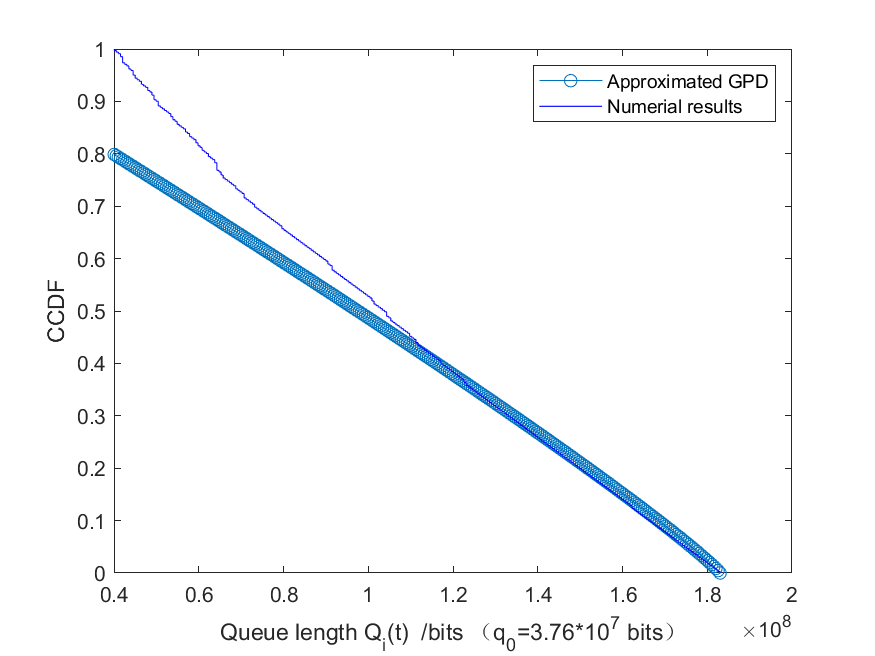 1
0.9
0.8
0.7
0.6
0.5
0.4
0.3
0.2
0.1
0
CCDF
Approximated GPD
Numerial results
0.4 0.6 0.8 1 1.2 1.4 1.6 1.8 2
×10^8
Queue length Q_i(t) /bits （q_0=3.76*10^7 bits）